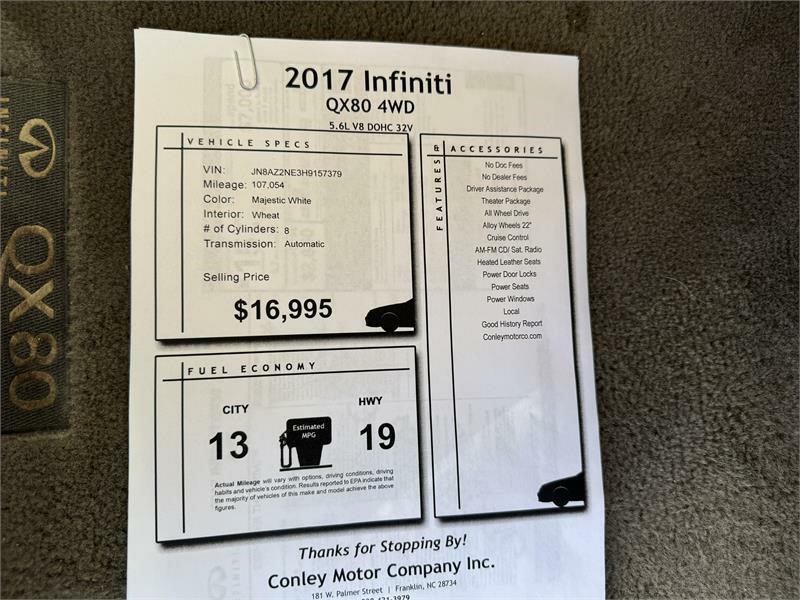 2017 Infiniti
QX80 4WD
5.6L V8 DOHC 32V
VEHICLE SPECS
VIN: JN8AZ2NE3H9157379
Mileage: 107,054
Color: Majestic White
Interior: Wheat
# of Cylinders: 8
Transmission: Automatic
Selling Price
$16,995
FEATURES & ACCESSORIES
No Doc Fees
No Dealer Fees
Driver Assistance Package
Theater Package
All Wheel Drive
Alloy Wheels 22"
Cruise Control
AM-FM CD/ Sat. Radio
Heated Leather Seats
Power Door Locks
Power Seats
Power Windows
Local
Good History Report
Conleymotorco.com
FUEL ECONOMY
CITY
13
Estimated
MPG
HWY
19
Actual Mileage will vary with options, driving conditions, driving
habits and vehicle's condition. Results reported to EPA indicate that
the majority of vehicles of this make and model achieve the above
figures.
Thanks for Stopping By!
Conley Motor Company Inc.
181 W. Palmer Street | Franklin, NC 28734
INFINITI
QX80